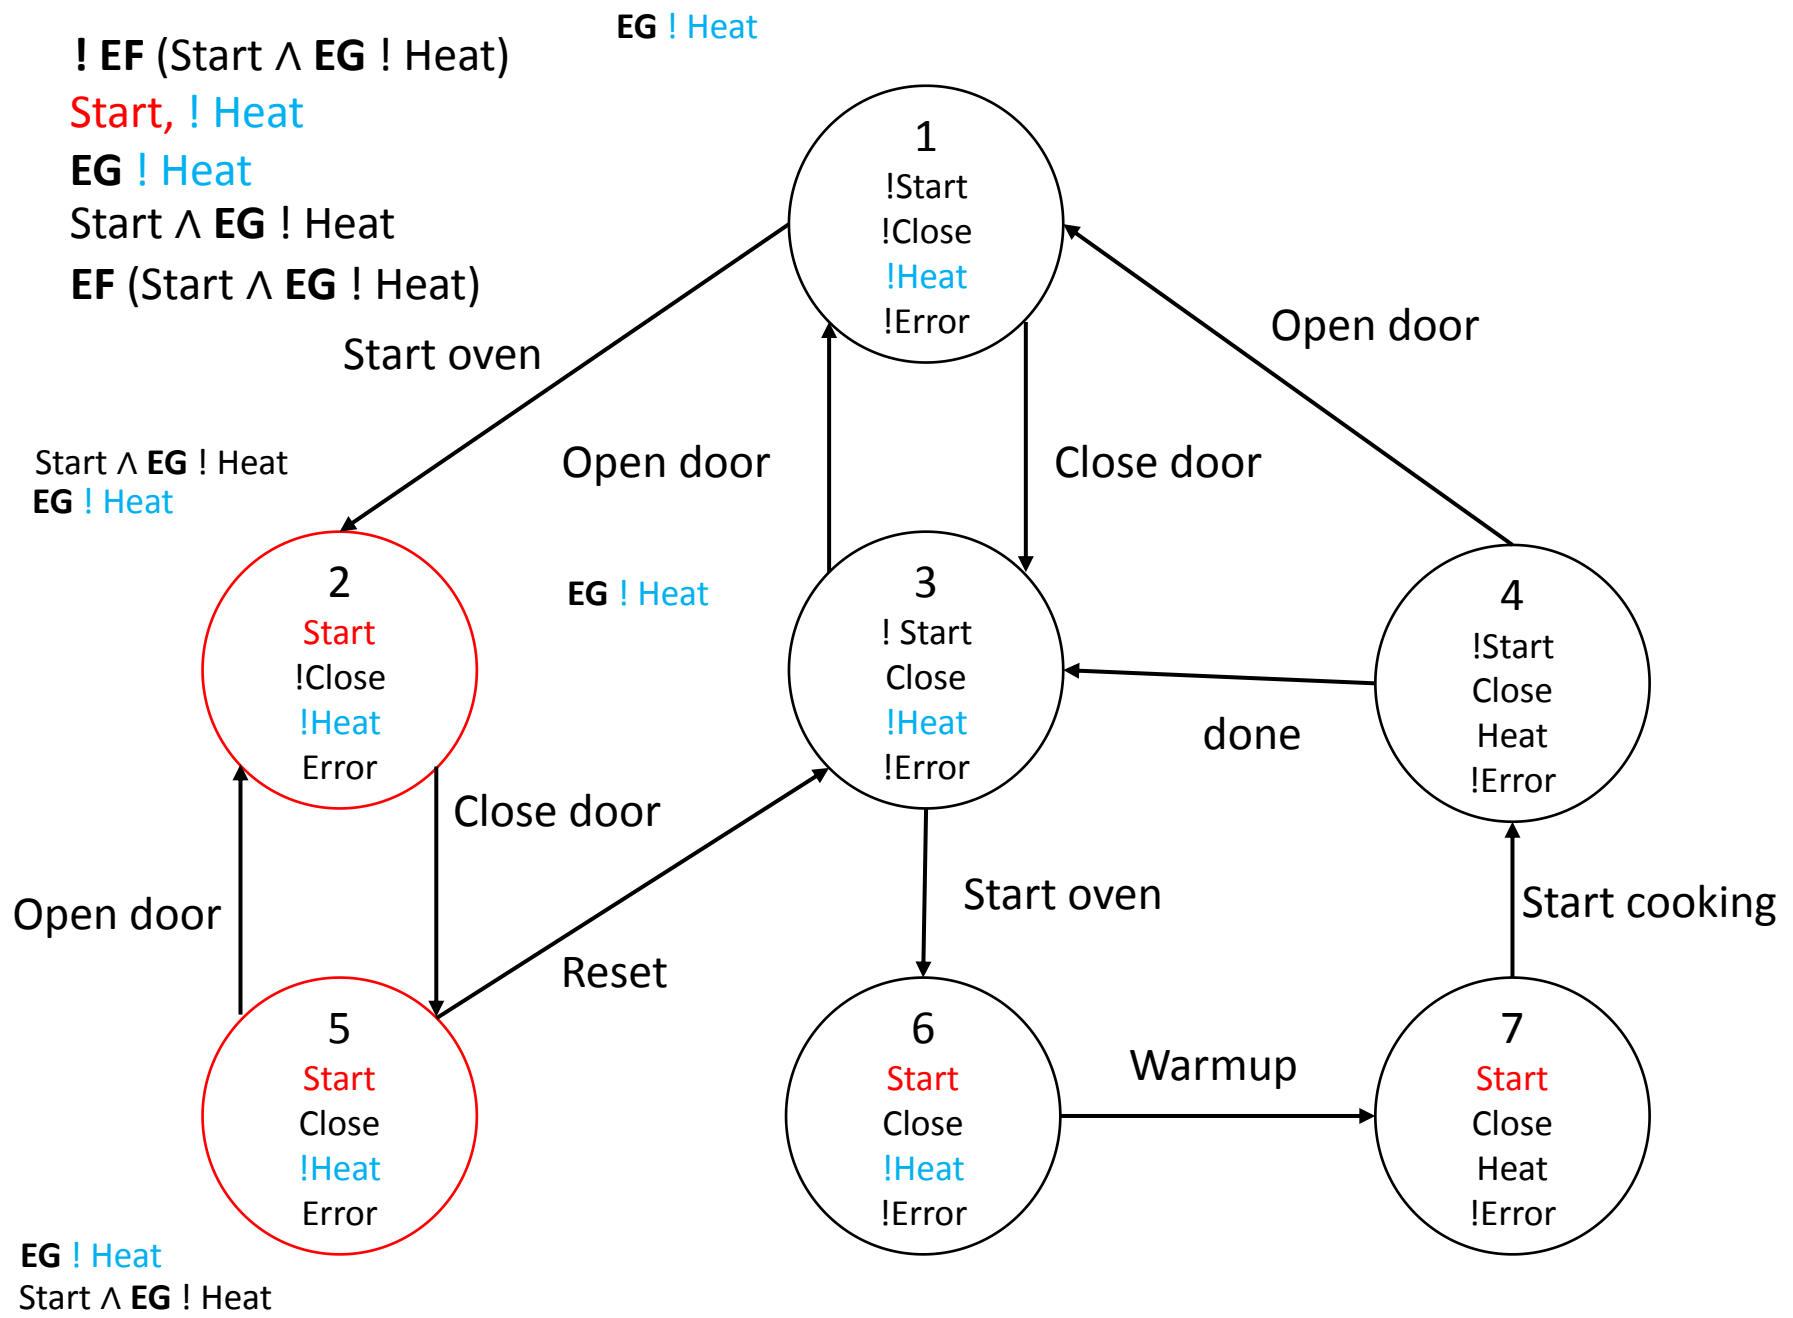 EG ! Heat
! EF (Start ∧ EG ! Heat)
Start, ! Heat
EG ! Heat
Start ∧ EG ! Heat
EF (Start ∧ EG ! Heat)
1
!Start
!Close
!Heat
!Error
Start oven
Open door
Open door
Close door
Start ∧ EG ! Heat
EG ! Heat
2
Start
!Close
!Heat
Error
EG ! Heat
3
! Start
Close
!Heat
!Error
4
!Start
Close
Heat
!Error
done
Close door
Open door
Reset
Start oven
Start cooking
5
Start
Close
!Heat
Error
6
Start
Close
!Heat
!Error
Warmup
7
Start
Close
Heat
!Error
EG ! Heat
Start ∧ EG ! Heat